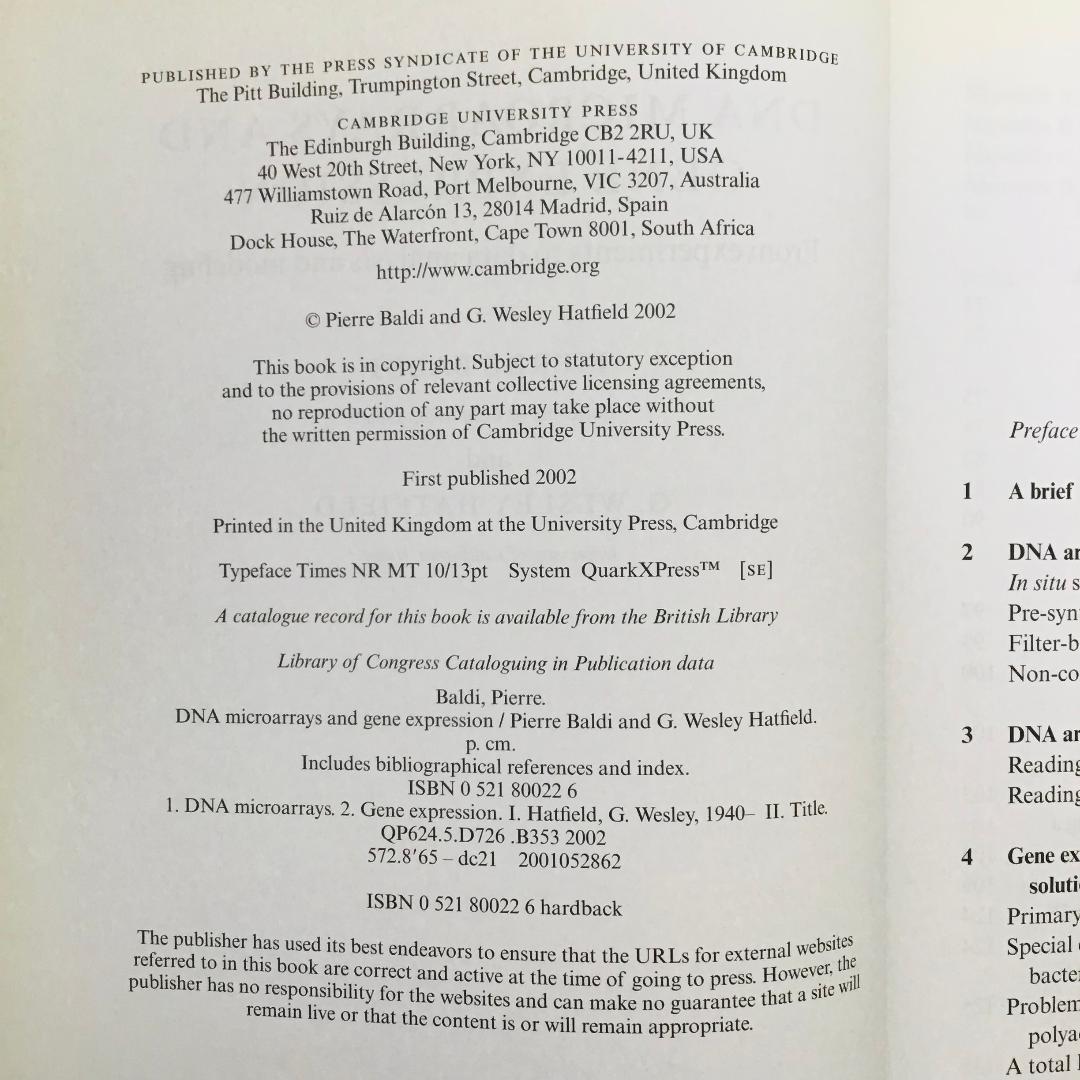 PUBLISHED BY THE PRESS SYNDICATE OF THE UNIVERSITY OF CAMBRIDGE
The Pitt Building, Trumpington Street, Cambridge, United Kingdom
CAMBRIDGE UNIVERSITY PRESS
The Edinburgh Building, Cambridge CB2 2RU, UK
40 West 20th Street, New York, NY 10011-4211, USA
477 Williamstown Road, Port Melbourne, VIC 3207, Australia
Ruiz de Alarcón 13, 28014 Madrid, Spain
Dock House, The Waterfront, Cape Town 8001, South Africa
http://www.cambridge.org
© Pierre Baldi and G. Wesley Hatfield 2002
This book is in copyright. Subject to statutory exception
and to the provisions of relevant collective licensing agreements,
no reproduction of any part may take place without
the written permission of Cambridge University Press.
First published 2002
Printed in the United Kingdom at the University Press, Cambridge
Typeface Times NR MT 10/13pt System QuarkXPress™ [SE]
A catalogue record for this book is available from the British Library
Library of Congress Cataloguing in Publication data
Baldi, Pierre.
DNA microarrays and gene expression / Pierre Baldi and G. Wesley Hatfield.
p. cm.
Includes bibliographical references and index.
ISBN 0 521 80022 6
1. DNA microarrays. 2. Gene expression. I. Hatfield, G. Wesley, 1940– II. Title.
QP624.5.D726 .B353 2002
572.8′65 – dc21 2001052862
ISBN 0 521 80022 6 hardback
The publisher has used its best endeavors to ensure that the URLs for external websites
referred to in this book are correct and active at the time of going to press. However, the
publisher has no responsibility for the websites and can make no guarantee that a site will
remain live or that the content is or will remain appropriate.
Preface
1 A brief
2 DNA ar
In situ s
Pre-syn
Filter-b
Non-co
3 DNA ar
Reading
Reading
4 Gene ex
soluti
Primary
Special
bacte
Problem
polya
A total